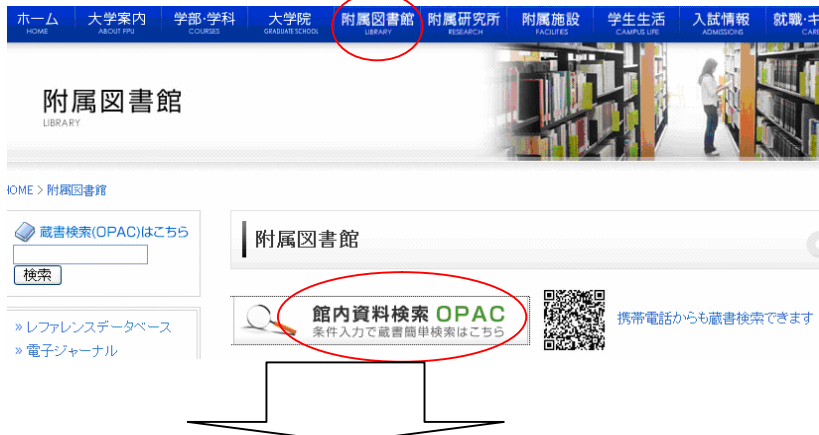 ホーム 大学案内 学部・学科 大学院 附属図書館 附属研究所 附属施設 学生生活 入試情報 就職・キ
HOME ABOUT FPU COURSES GRADUATE SCHOOL LIBRARY RESEARCH FACILITES CAMPUS LIFE ADMISSIONS CAR
附属図書館
LIBRARY
HOME > 附属図書館
蔵書検索(OPAC)はこちら
検索
附属図書館
館内資料検索 OPAC
条件入力で蔵書簡単検索はこちら
携帯電話からも蔵書検索できます
» レファレンスデータベース
» 電子ジャーナル